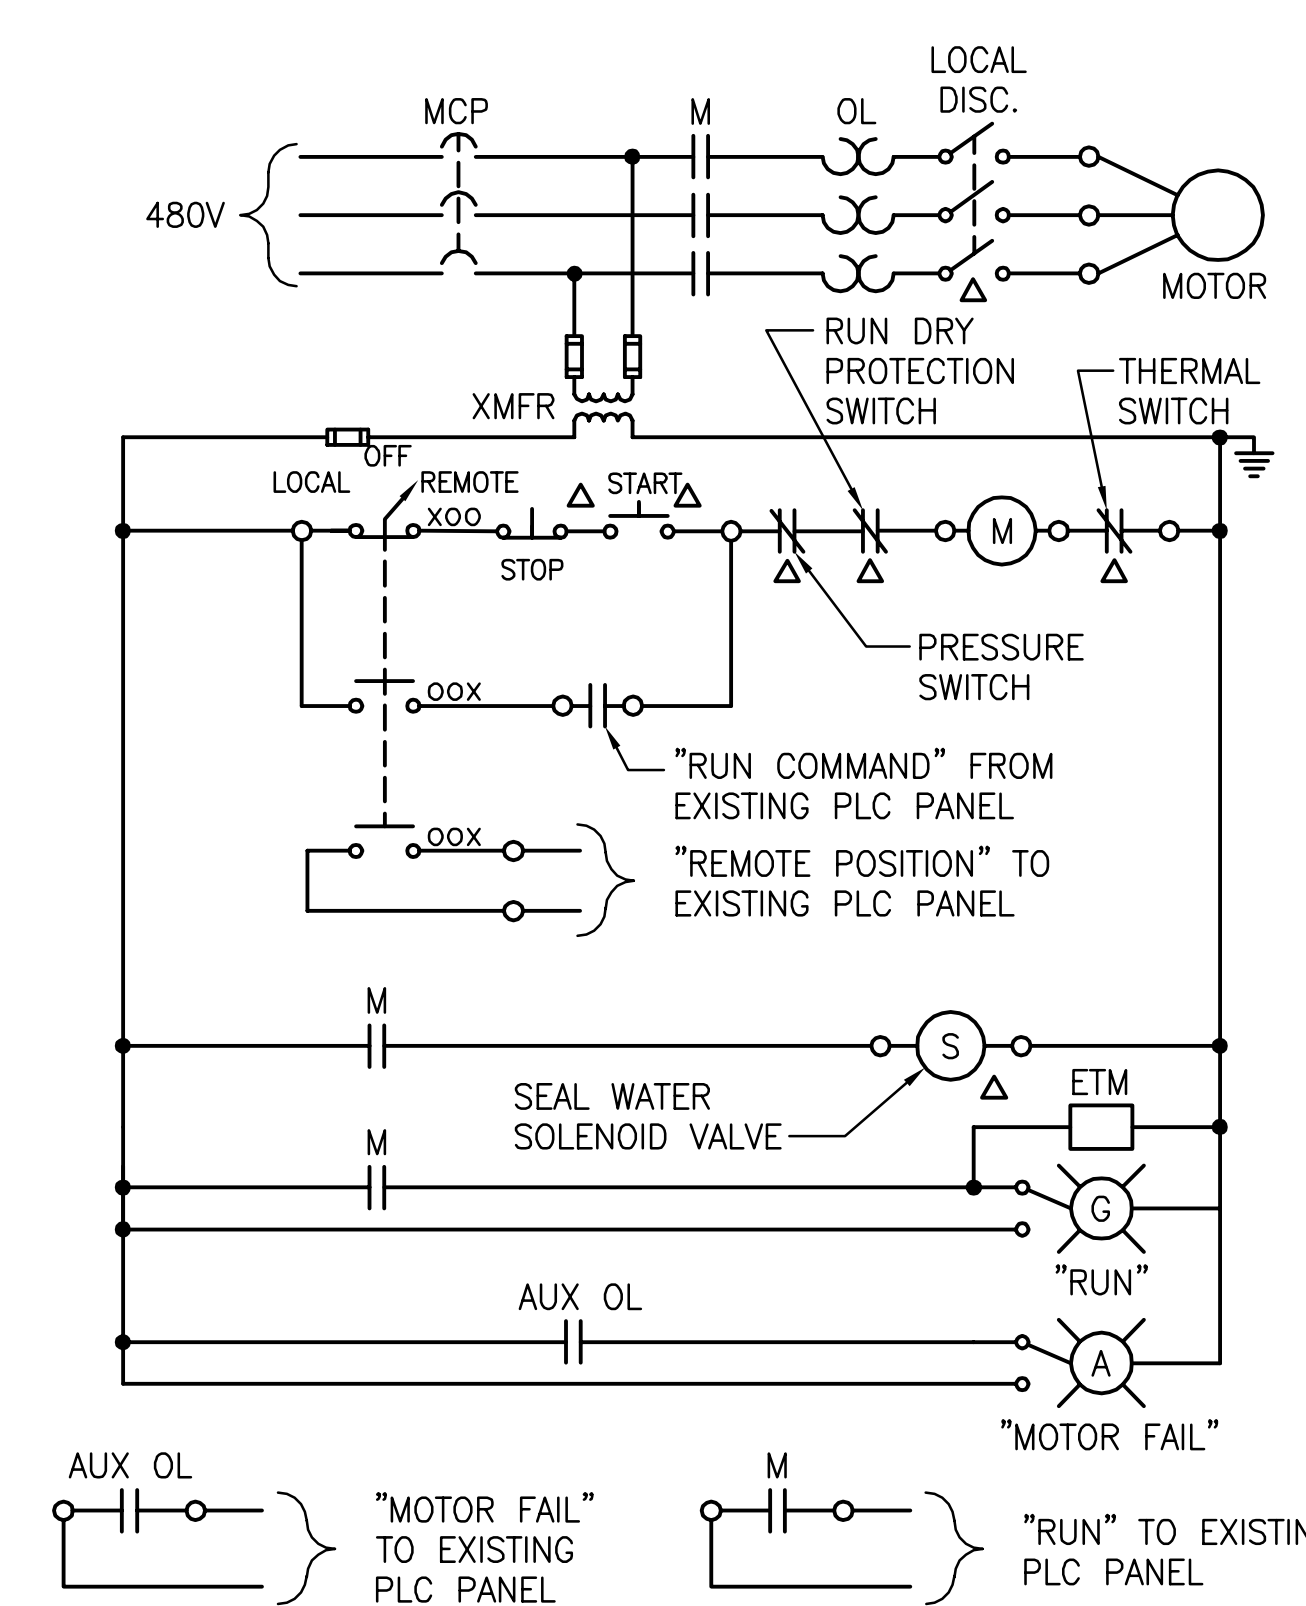 LOCAL
DISC.
MCP
M
OL
480V
MOTOR
RUN DRY
PROTECTION
SWITCH
THERMAL
SWITCH
XMFR
OFF
LOCAL
REMOTE
START
XOO
M
STOP
PRESSURE
SWITCH
OOX
"RUN COMMAND" FROM
EXISTING PLC PANEL
OOX
"REMOTE POSITION" TO
EXISTING PLC PANEL
M
S
ETM
SEAL WATER
SOLENOID VALVE
M
G
"RUN"
AUX OL
A
"MOTOR FAIL"
AUX OL
"MOTOR FAIL"
TO EXISTING
PLC PANEL
M
"RUN" TO EXISTIN
PLC PANEL